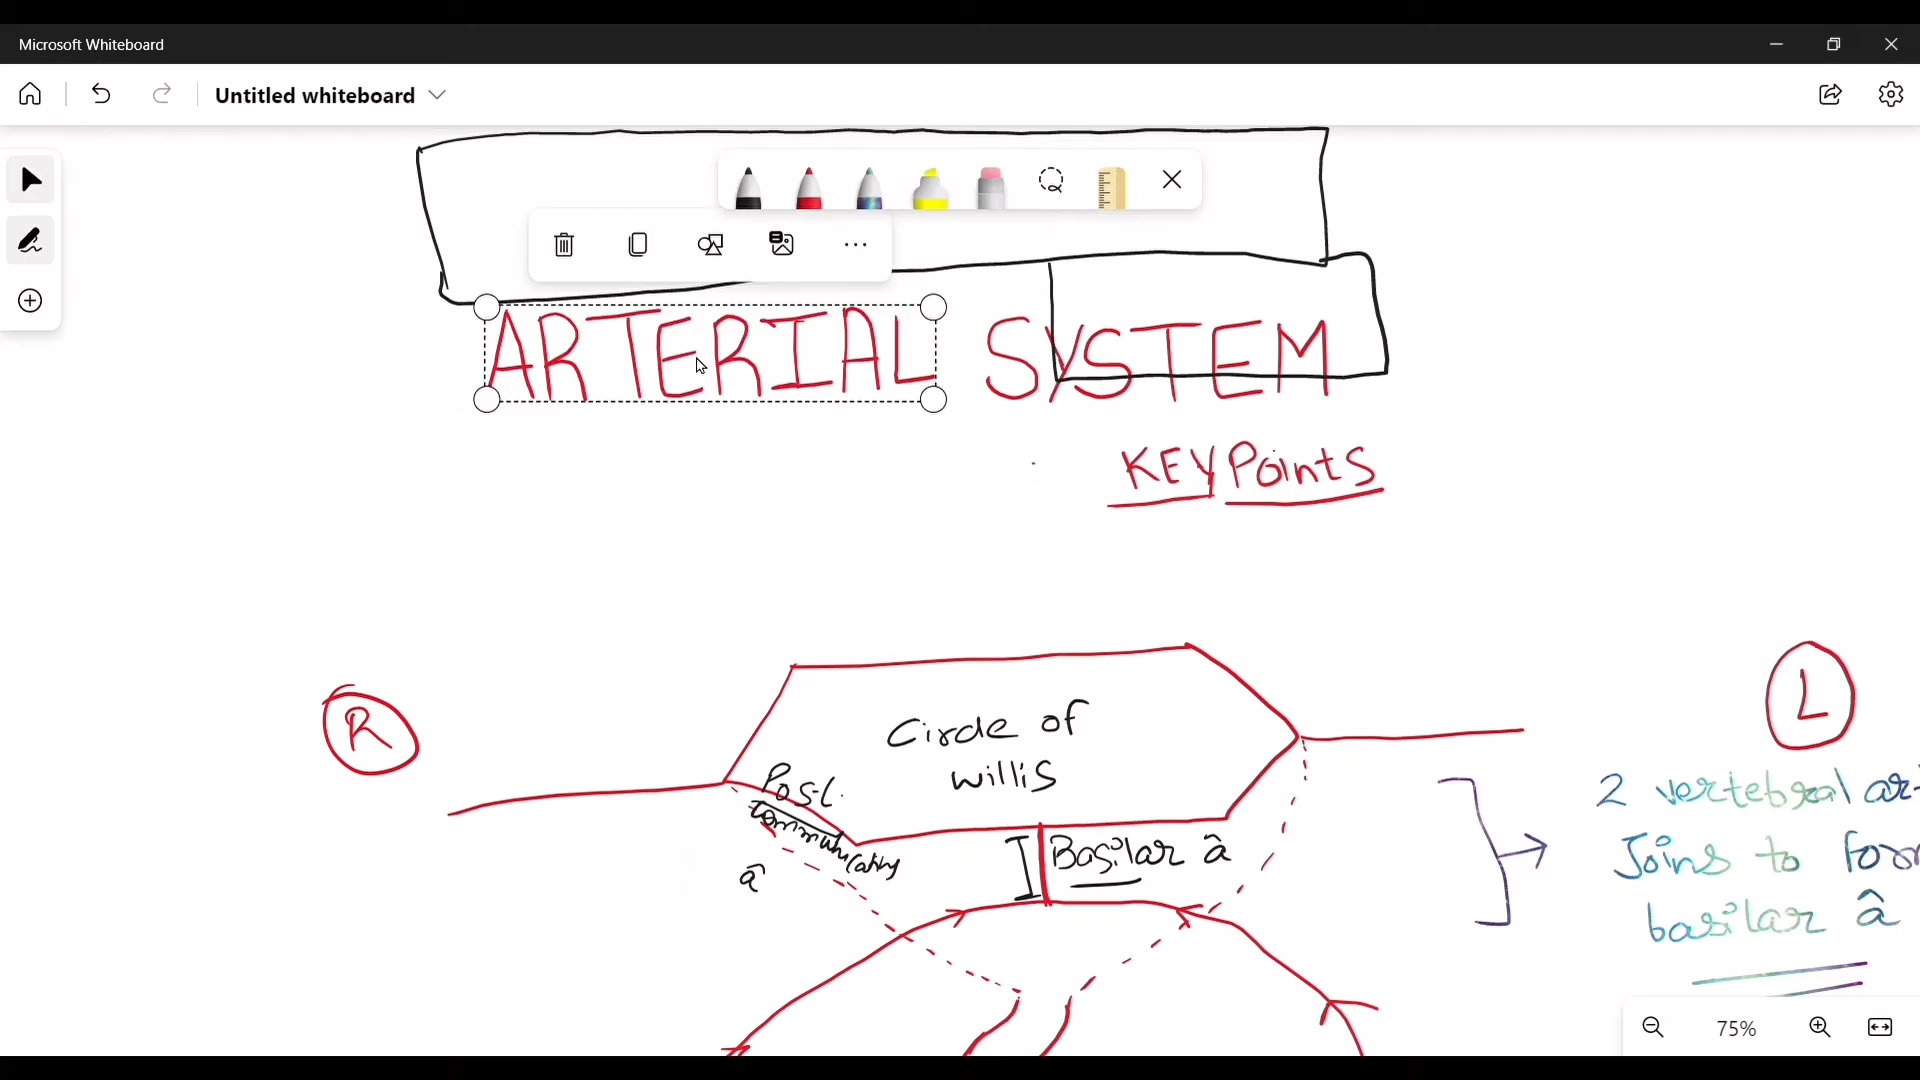 Microsoft Whiteboard
Untitled whiteboard
ARTERIAL SYSTEM
KEY Points
R
L
Circle of
willis
Post.
communicating
â
Basilar â
2 vertebral art
Joins to for
basilar â
75%